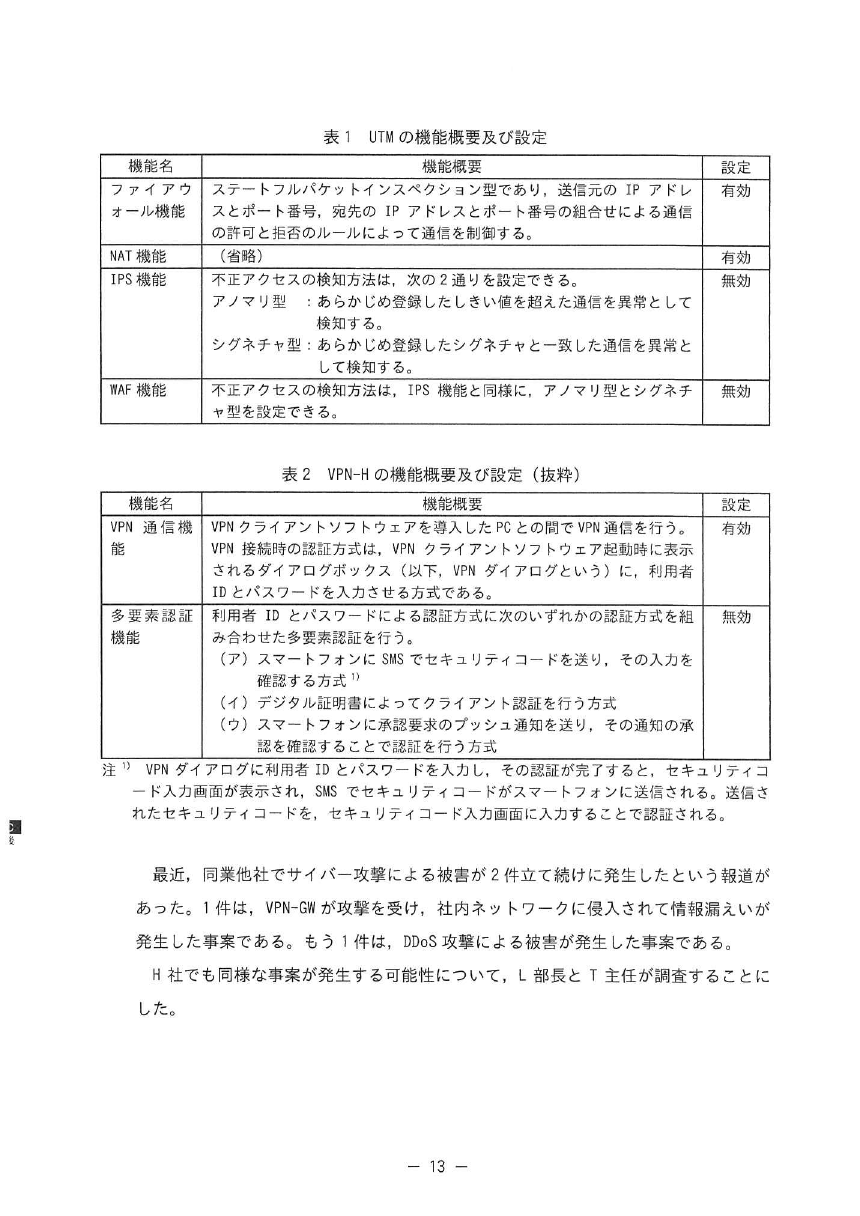 表1 UTMの機能概要及び設定
機能名 機能概要 設定
ファイアウ ステートフルパケットインスペクション型であり，送信元の IP アドレ 有効
ォール機能 スとポート番号，宛先の IP アドレスとポート番号の組合せによる通信
の許可と拒否のルールによって通信を制御する。
NAT機能 （省略） 有効
IPS機能 不正アクセスの検知方法は，次の2通りを設定できる。 無効
アノマリ型 ：あらかじめ登録したしきい値を超えた通信を異常として
検知する。
シグネチャ型：あらかじめ登録したシグネチャと一致した通信を異常と
して検知する。
WAF機能 不正アクセスの検知方法は，IPS 機能と同様に，アノマリ型とシグネチ 無効
ャ型を設定できる。
表2 VPN-Hの機能概要及び設定（抜粋）
機能名 機能概要 設定
VPN 通信機 VPNクライアントソフトウェアを導入したPCとの間でVPN通信を行う。 有効
能 VPN 接続時の認証方式は，VPN クライアントソフトウェア起動時に表示
されるダイアログボックス（以下，VPN ダイアログという）に，利用者
IDとパスワードを入力させる方式である。
多要素認証 利用者 ID とパスワードによる認証方式に次のいずれかの認証方式を組 無効
機能 み合わせた多要素認証を行う。
（ア）スマートフォンに SMS でセキュリティコードを送り，その入力を
確認する方式 1)
（イ）デジタル証明書によってクライアント認証を行う方式
（ウ）スマートフォンに承認要求のプッシュ通知を送り，その通知の承
認を確認することで認証を行う方式
注 1) VPN ダイアログに利用者 ID とパスワードを入力し，その認証が完了すると，セキュリティコ
ード入力画面が表示され，SMS でセキュリティコードがスマートフォンに送信される。送信さ
れたセキュリティコードを，セキュリティコード入力画面に入力することで認証される。
最近，同業他社でサイバー攻撃による被害が2件立て続けに発生したという報道が
あった。1件は，VPN-GWが攻撃を受け，社内ネットワークに侵入されて情報漏えいが
発生した事案である。もう1件は，DDoS攻撃による被害が発生した事案である。
H 社でも同様な事案が発生する可能性について，L 部長と T 主任が調査することに
した。
— 13 —